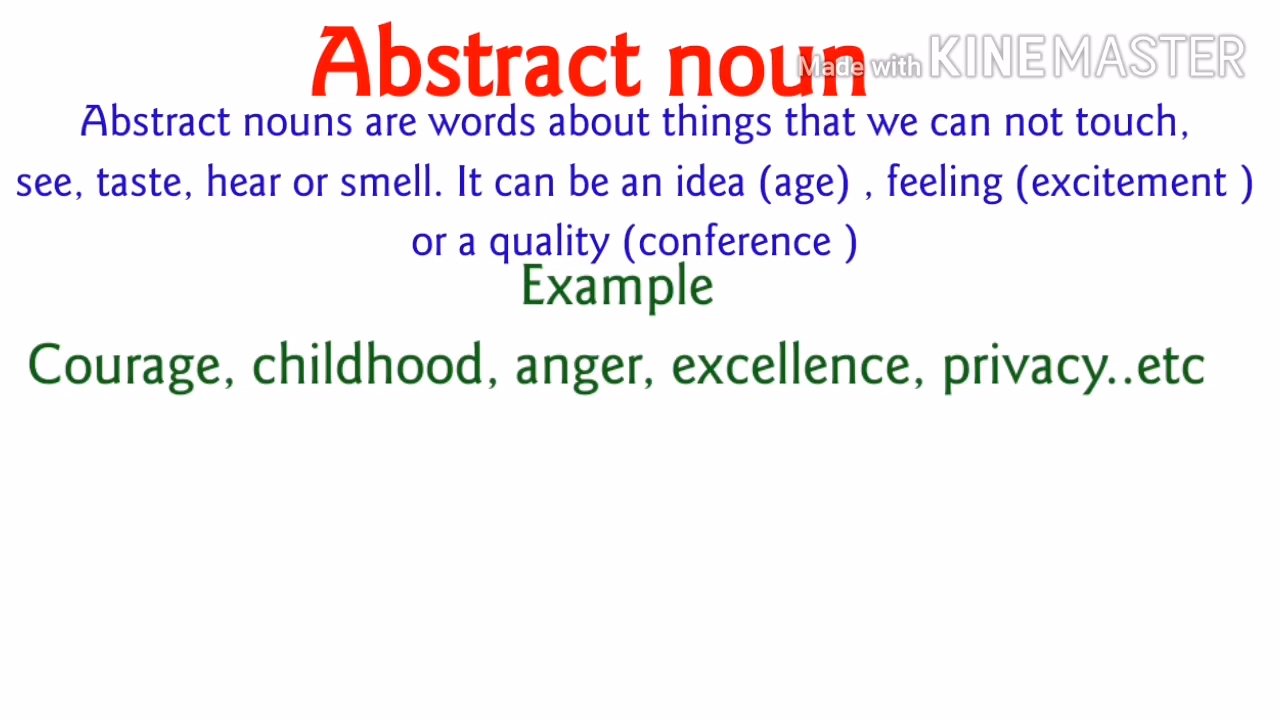 Abstract noun
Made with KINEMASTER
Abstract nouns are words about things that we can not touch,
see, taste, hear or smell. It can be an idea (age) , feeling (excitement )
or a quality (conference )
Example
Courage, childhood, anger, excellence, privacy..etc